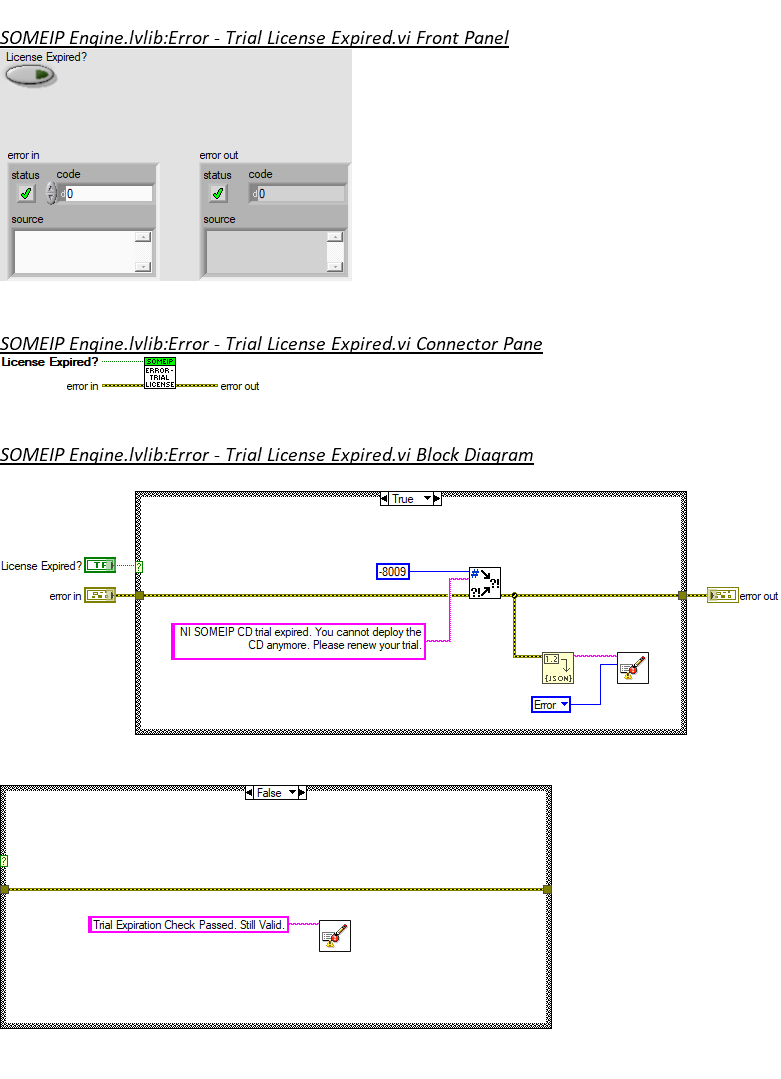 SOMEIP Engine.lvlib:Error - Trial License Expired.vi Front Panel
License Expired?
error in
error out
status
code
status
code
d
0
d
0
source
source
SOMEIP Engine.lvlib:Error - Trial License Expired.vi Connector Pane
License Expired?
SOMEIP
ERROR-
TRIAL
LICENSE
error in
error out
SOMEIP Engine.lvlib:Error - Trial License Expired.vi Block Diagram
True
License Expired?
TF
?
-8009
#
?!
?!
error in
error out
NI SOMEIP CD trial expired. You cannot deploy the
CD anymore. Please renew your trial.
1.2
{JSON}
Error
False
?
Trial Expiration Check Passed. Still Valid.